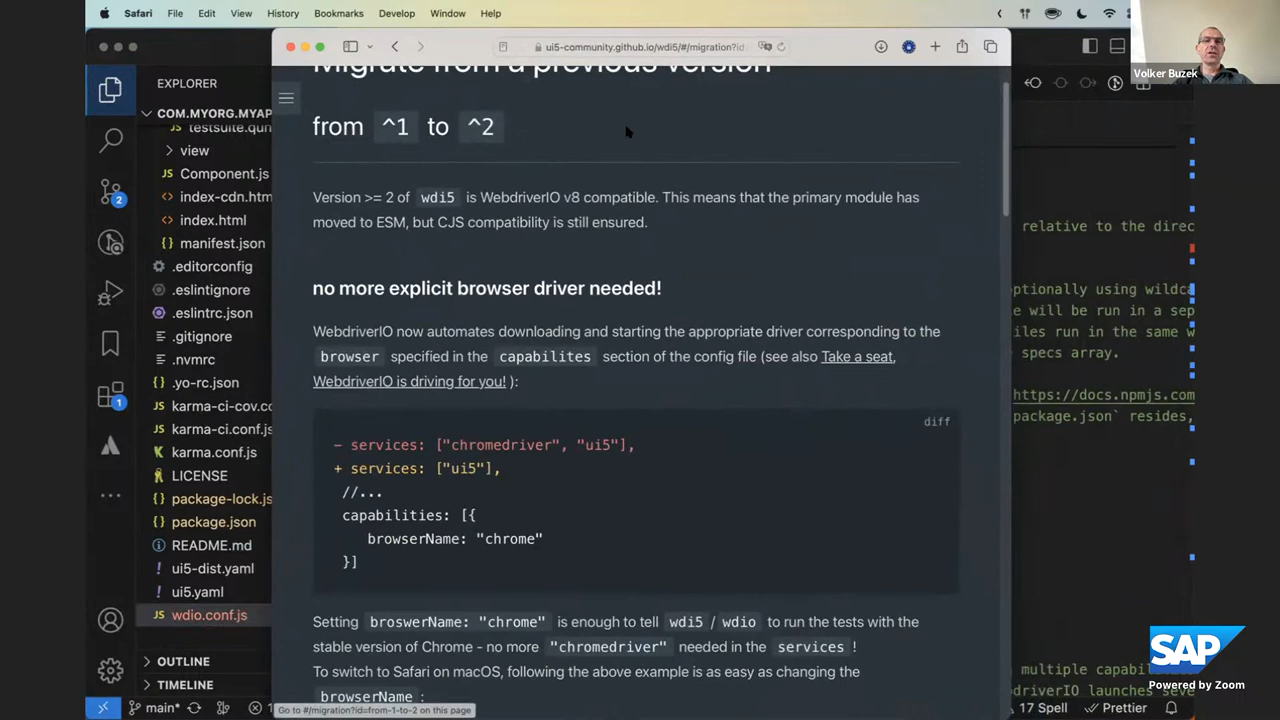 Safari File Edit View History Bookmarks Develop Window Help
Volker Buzek
ui5-community.github.io/wdi5/#/migration?id
EXPLORER
COM.MYORG.MYAP
testsuite.qun
view
Component.js
index-cdn.htm
index.html
manifest.json
.editorconfig
.eslintignore
.eslintrc.json
.gitignore
.nvmrc
.yo-rc.json
karma-ci-cov.co
karma-ci.conf.js
karma.conf.js
LICENSE
package-lock.js
package.json
README.md
ui5-dist.yaml
ui5.yaml
wdio.conf.js
OUTLINE
TIMELINE
2
1
Migrate from a previous version
from ^1 to ^2
Version >= 2 of wdi5 is WebdriverIO v8 compatible. This means that the primary module has
moved to ESM, but CJS compatibility is still ensured.
no more explicit browser driver needed!
WebdriverIO now automates downloading and starting the appropriate driver corresponding to the
browser specified in the capabilites section of the config file (see also Take a seat,
WebdriverIO is driving for you! ):
diff
- services: ["chromedriver", "ui5"],
+ services: ["ui5"],
//...
capabilities: [{
browserName: "chrome"
}]
Setting broswerName: "chrome" is enough to tell wdi5 / wdio to run the tests with the
stable version of Chrome - no more "chromedriver" needed in the services !
To switch to Safari on macOS, following the above example is as easy as changing the
browserName :
Go to #/migration?id=from-1-to-2 on this page
relative to the direc
optionally using wildca
e will be run in a sep
iles run in the same w
specs array.
https://docs.npmjs.com
package.json` resides,
multiple capabi
driverIO launches seve
main*
1
17 Spell
Prettier
SAP
Powered by Zoom